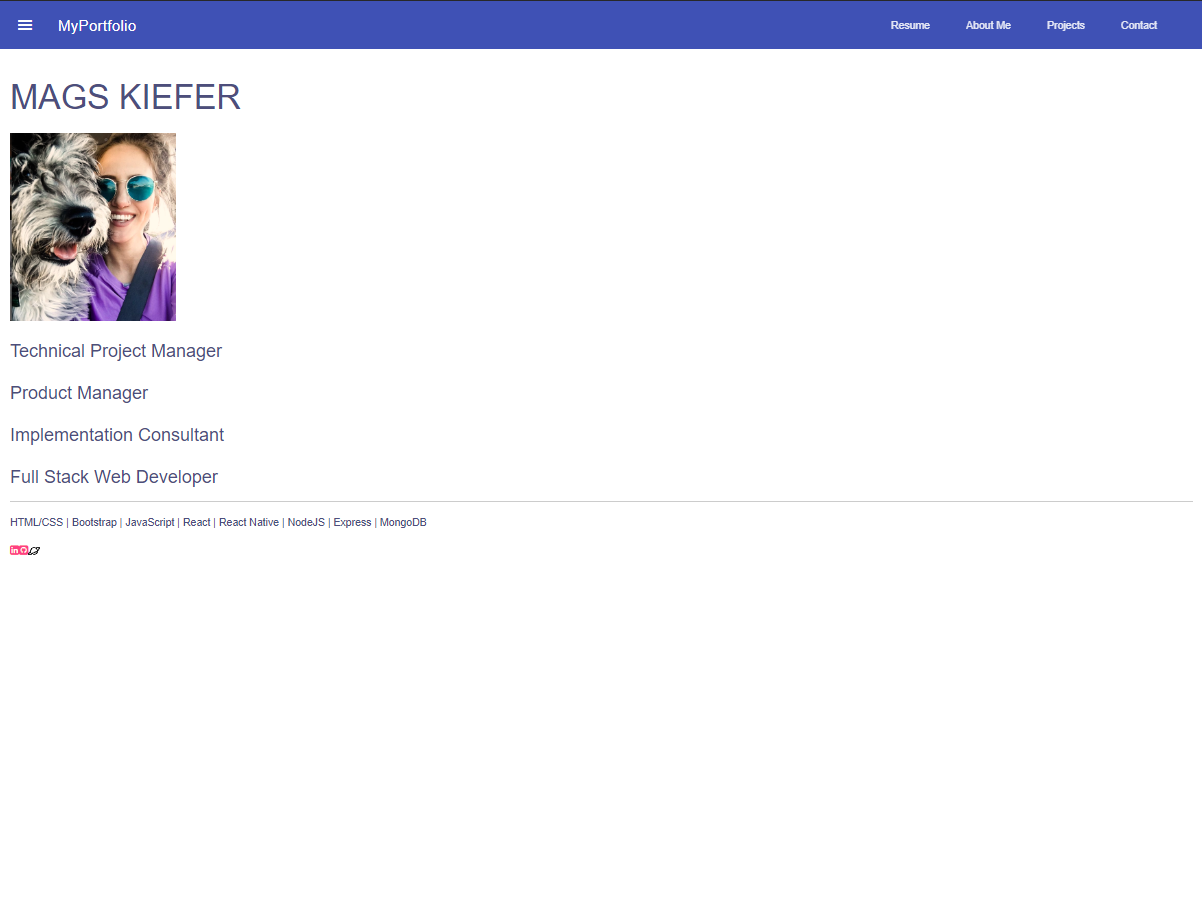 MyPortfolio Resume About Me Projects Contact
MAGS KIEFER
Technical Project Manager
Product Manager
Implementation Consultant
Full Stack Web Developer
HTML/CSS | Bootstrap | JavaScript | React | React Native | NodeJS | Express | MongoDB
in